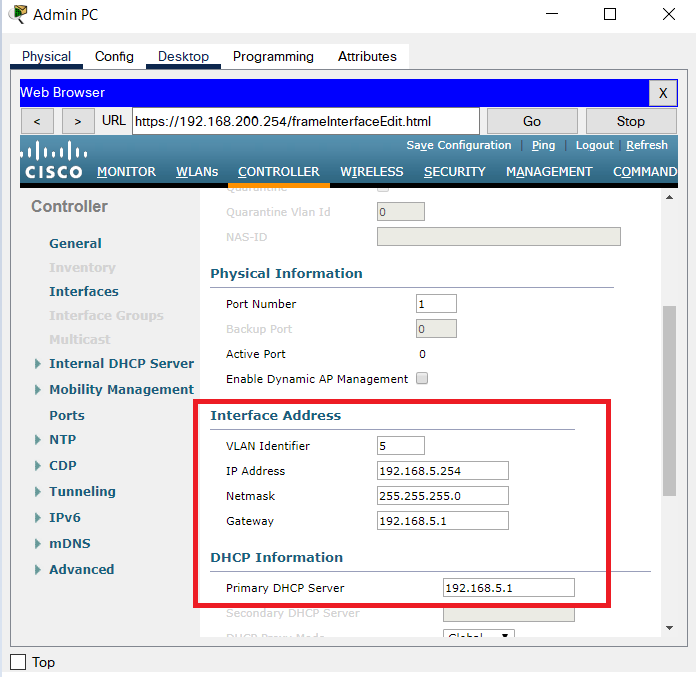 Admin PC
Physical Config Desktop Programming Attributes
Web Browser X
< > URL https://192.168.200.254/frameInterfaceEdit.html Go Stop
Save Configuration | Ping | Logout | Refresh
CISCO MONITOR WLANs CONTROLLER WIRELESS SECURITY MANAGEMENT COMMAND
Controller
General
Inventory
Interfaces
Interface Groups
Multicast
Internal DHCP Server
Mobility Management
Ports
NTP
CDP
Tunneling
IPv6
mDNS
Advanced
Quarantine
Quarantine Vlan Id 0
NAS-ID
Physical Information
Port Number 1
Backup Port 0
Active Port 0
Enable Dynamic AP Management
Interface Address
VLAN Identifier 5
IP Address 192.168.5.254
Netmask 255.255.255.0
Gateway 192.168.5.1
DHCP Information
Primary DHCP Server 192.168.5.1
Secondary DHCP Server
DHCP Proxy Mode Global
Top